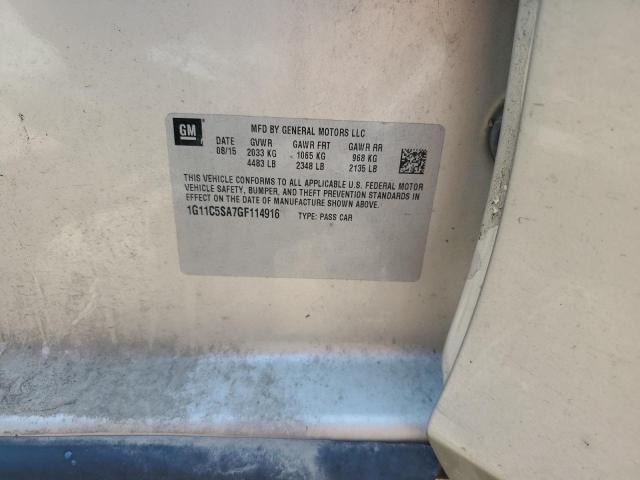 GM
MFD BY GENERAL MOTORS LLC
DATE GVWR GAWR FRT GAWR RR
08/15 2033 KG 1065 KG 968 KG
4483 LB 2348 LB 2135 LB
THIS VEHICLE CONFORMS TO ALL APPLICABLE U.S. FEDERAL MOTOR
VEHICLE SAFETY, BUMPER, AND THEFT PREVENTION STANDARDS IN
EFFECT ON THE DATE OF MANUFACTURE SHOWN ABOVE.
1G11C5SA7GF114916 TYPE: PASS CAR